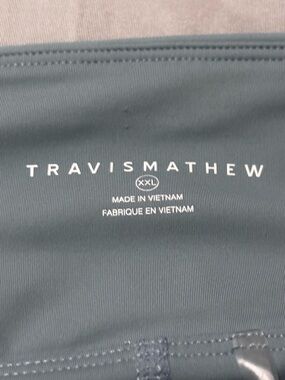 TRAVISMATHEW
XXL
MADE IN VIETNAM
FABRIQUE EN VIETNAM